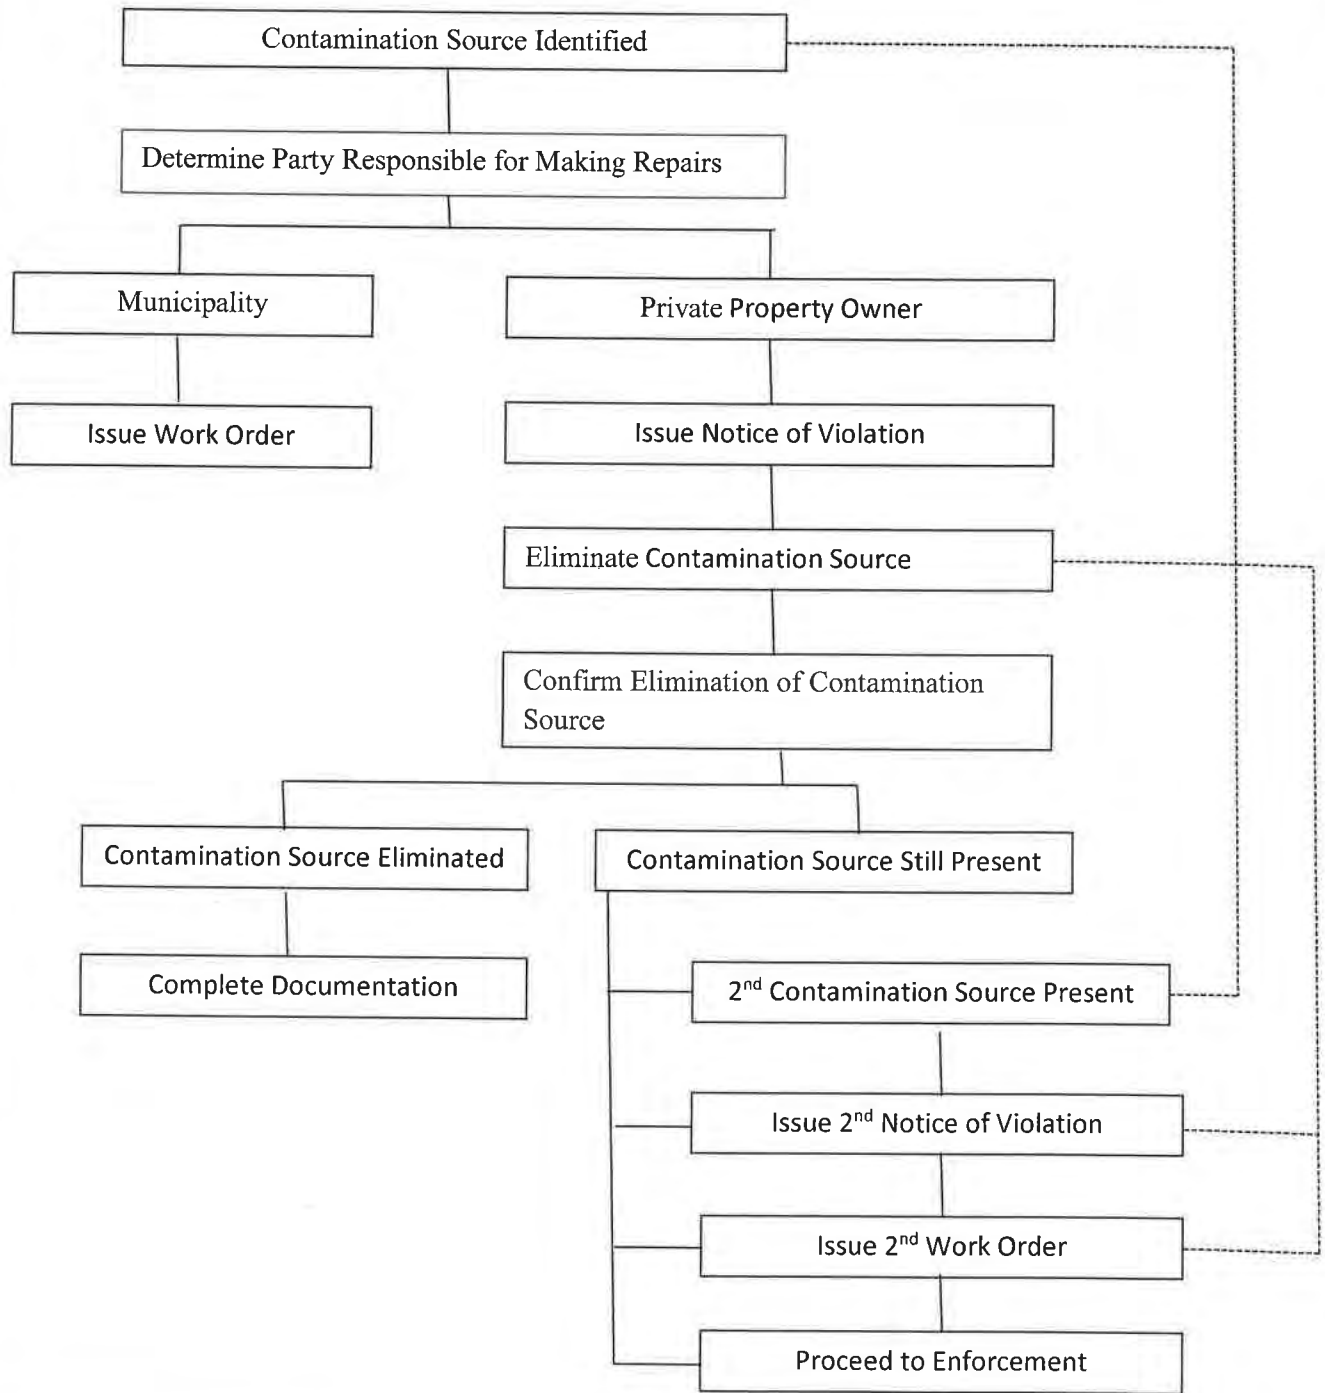 Contamination Source Identified
Determine Party Responsible for Making Repairs
Municipality
Private Property Owner
Issue Work Order
Issue Notice of Violation
Eliminate Contamination Source
Confirm Elimination of Contamination
Source
Contamination Source Eliminated
Contamination Source Still Present
Complete Documentation
2nd Contamination Source Present
Issue 2nd Notice of Violation
Issue 2nd Work Order
Proceed to Enforcement